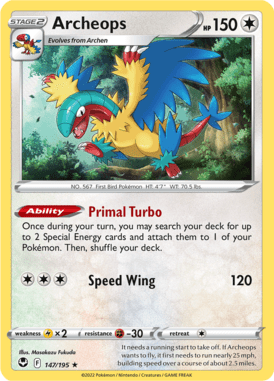 STAGE 2 Archeops HP 150
Evolves from Archen
NO. 567 First Bird Pokémon HT: 4'7" WT: 70.5 lbs.
Ability Primal Turbo
Once during your turn, you may search your deck for up
to 2 Special Energy cards and attach them to 1 of your
Pokémon. Then, shuffle your deck.
Speed Wing 120
weakness ×2 resistance -30 retreat
Illus. Masakazu Fukuda
147/195 ★
It needs a running start to take off. If Archeops
wants to fly, it first needs to run nearly 25 mph,
building speed over a course of about 2.5 miles.
©2022 Pokémon / Nintendo / Creatures / GAME FREAK